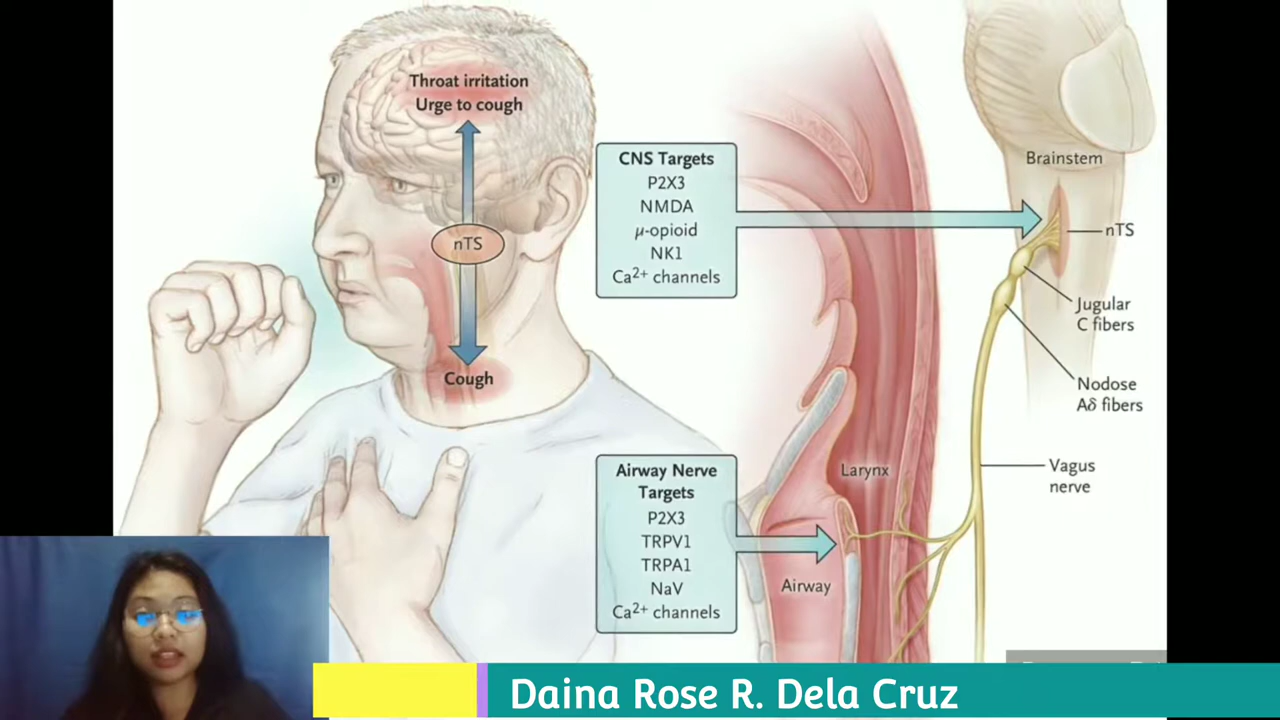 Throat irritation
Urge to cough
nTS
Cough
CNS Targets
P2X3
NMDA
μ-opioid
NK1
Ca²⁺ channels
Airway Nerve
Targets
P2X3
TRPV1
TRPA1
NaV
Ca²⁺ channels
Brainstem
nTS
Jugular
C fibers
Nodose
Aδ fibers
Vagus
nerve
Larynx
Airway
Daina Rose R. Dela Cruz